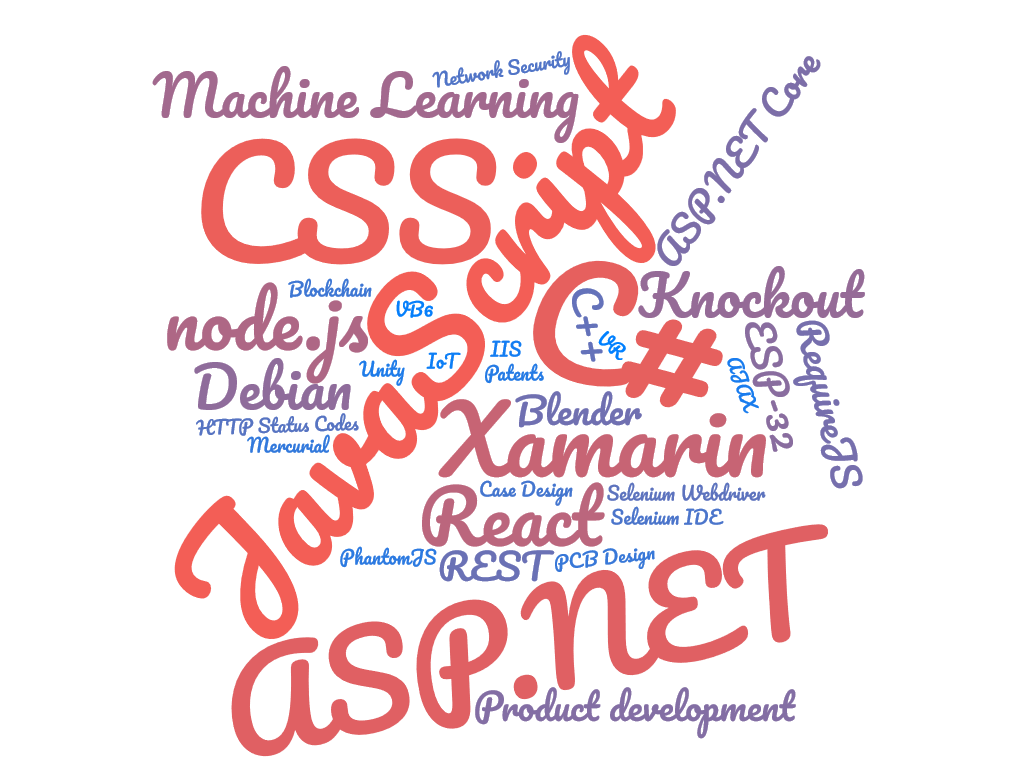 Network Security
Machine Learning
ASP.NET Core
CSS
JavaScript
Blockchain
node.js
VB6
C#
C++
VR
Knockout
Unity
IoT
IIS
Patents
AJAX
ESP-32
RequireJS
Debian
HTTP Status Codes
Mercurial
Blender
Xamarin
Case Design
Selenium Webdriver
React
Selenium IDE
PhantomJS
REST
PCB Design
ASP.NET
Product development